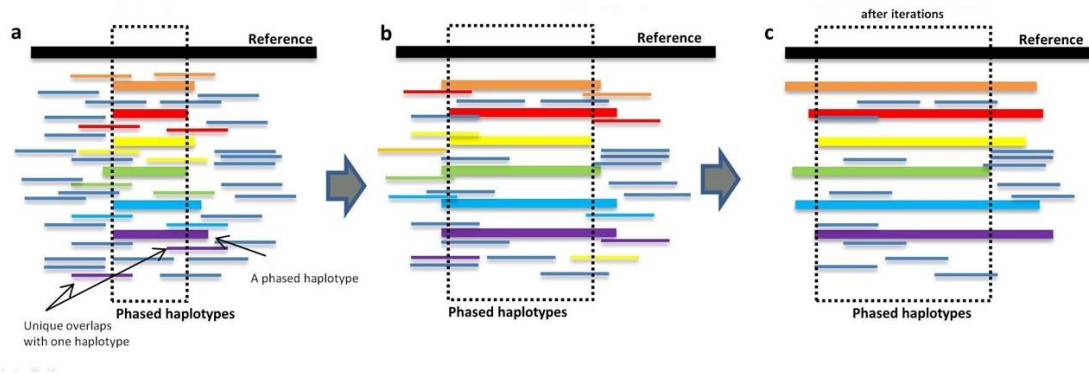 a
Reference
A phased haplotype
Unique overlaps
with one haplotype
Phased haplotypes
b
Reference
Phased haplotypes
after iterations
c
Reference
Phased haplotypes